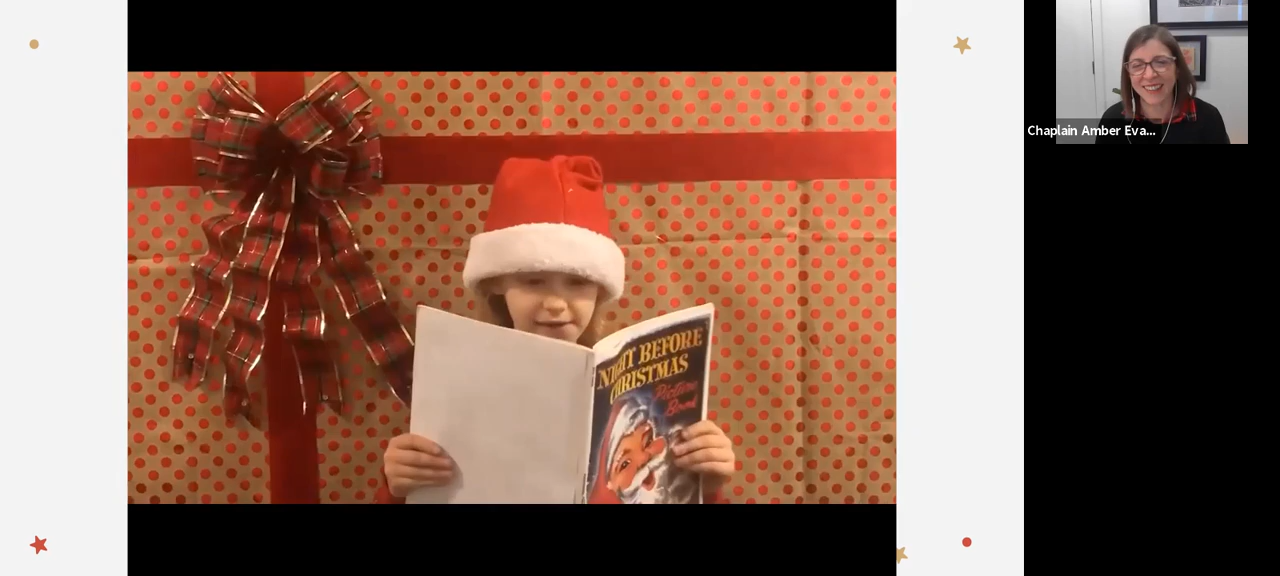 NIGHT BEFORE
CHRISTMAS
Picture
Book
Chaplain Amber Eva...